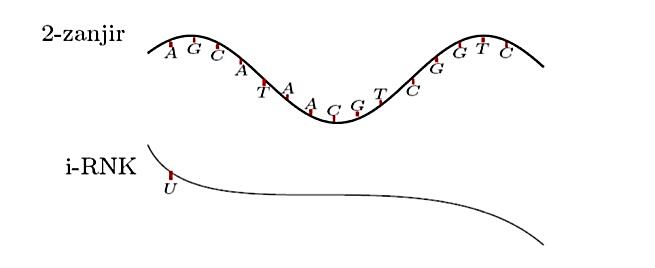 2-zanjir
A G C A T A A C G T C G G T C
i-RNK
U